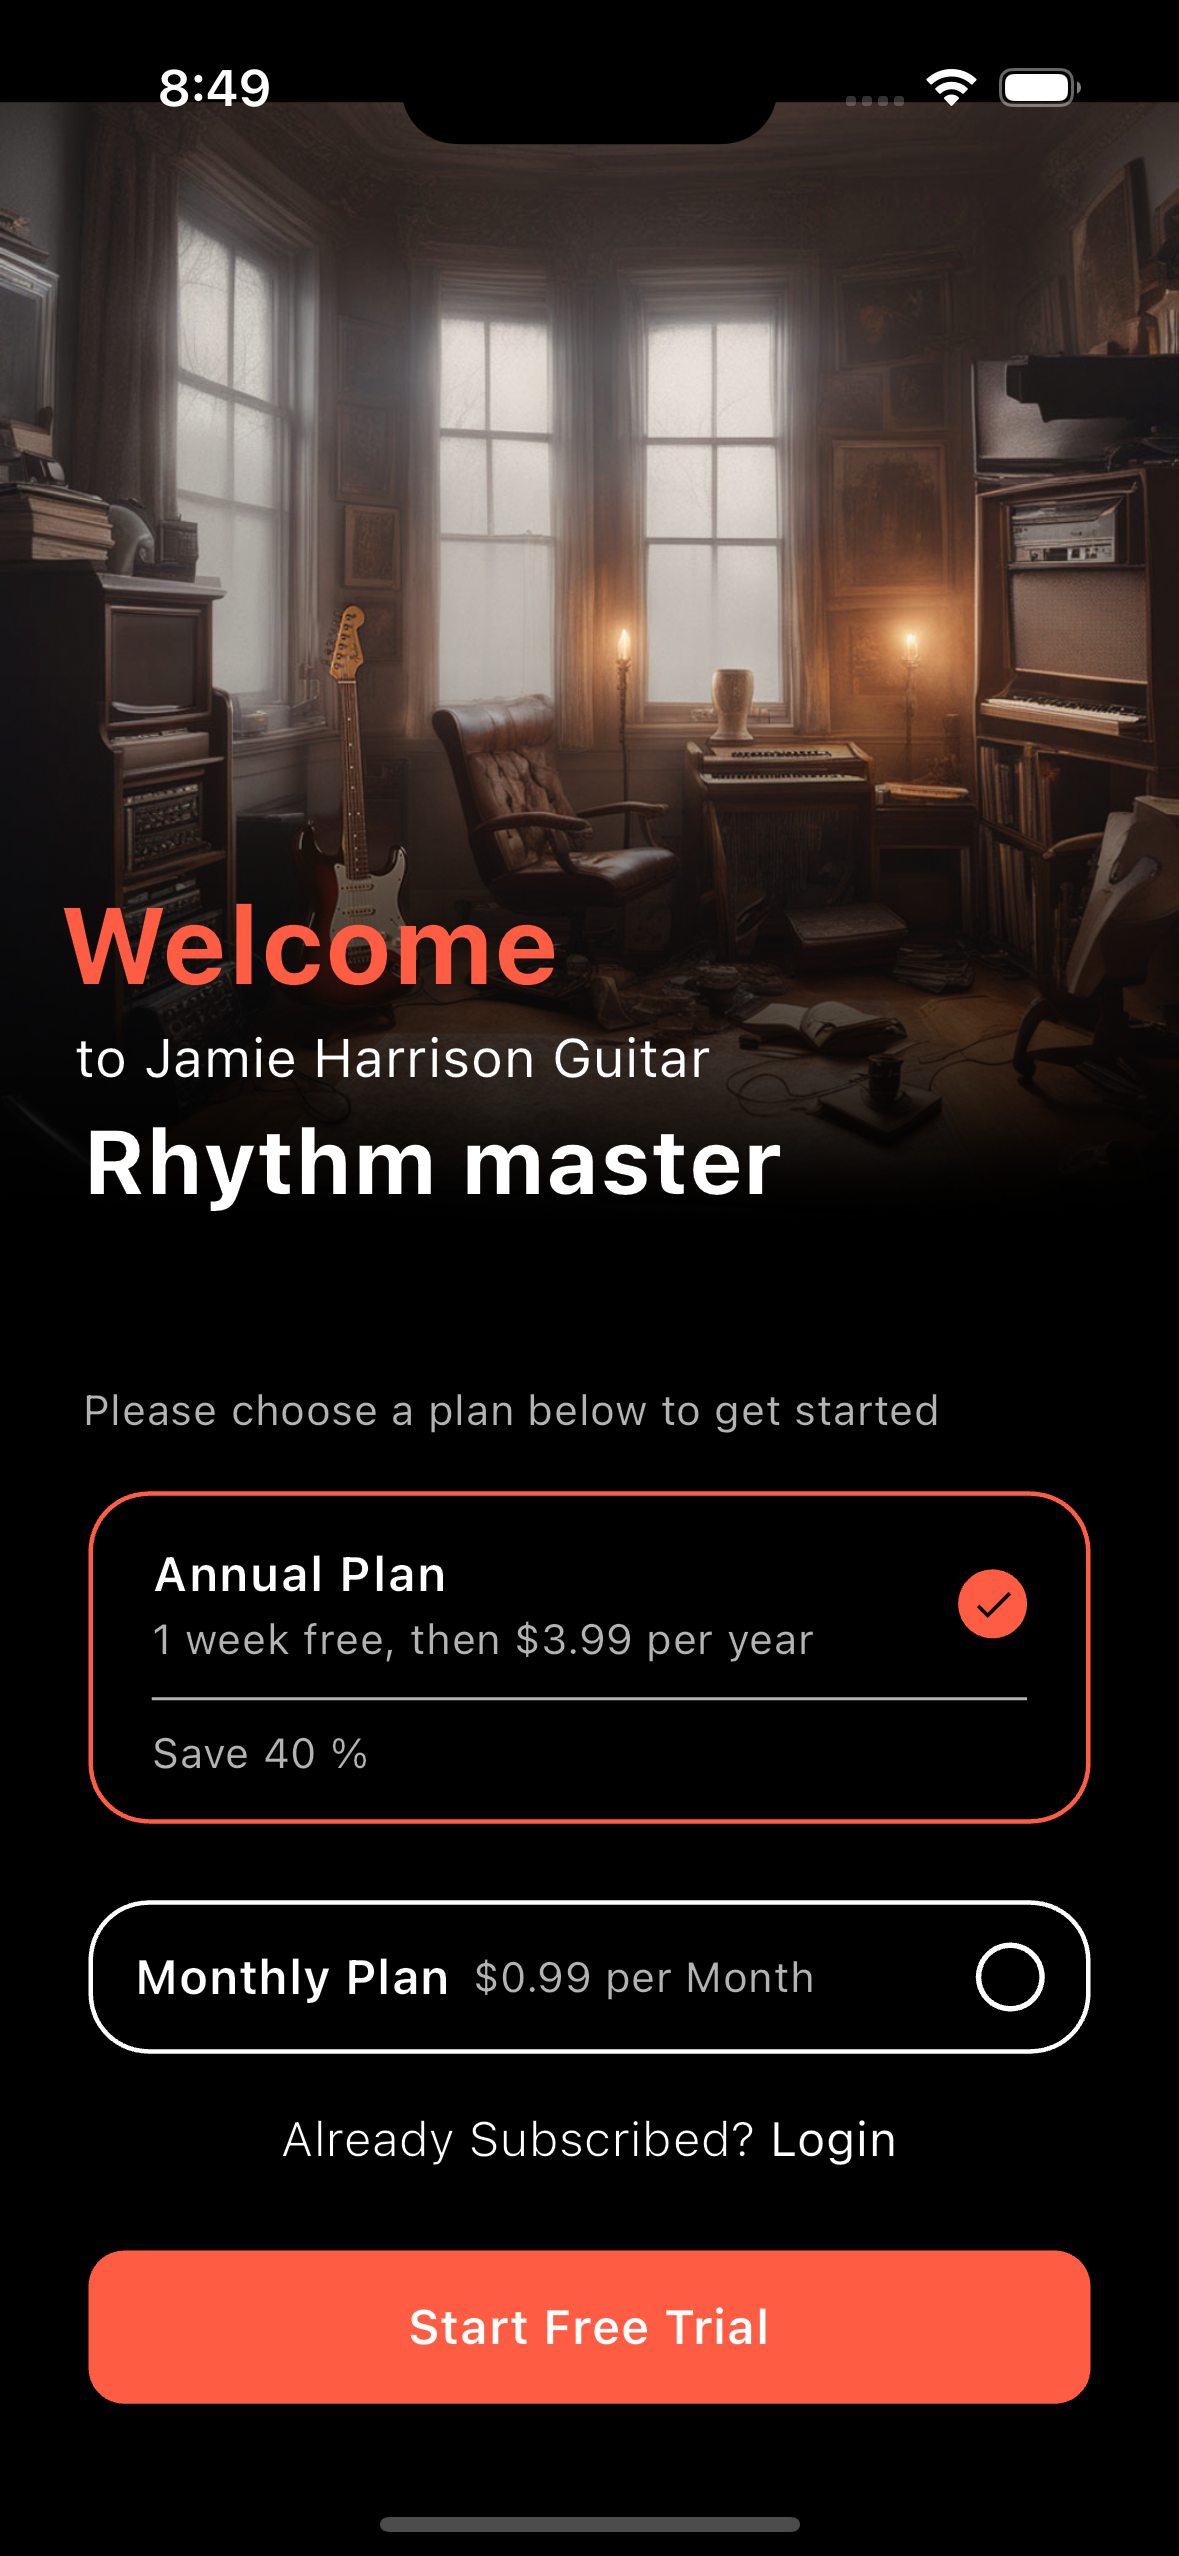 8:49
Welcome
to Jamie Harrison Guitar
Rhythm master
Please choose a plan below to get started
Annual Plan
1 week free, then $3.99 per year
Save 40 %
Monthly Plan $0.99 per Month
Already Subscribed? Login
Start Free Trial